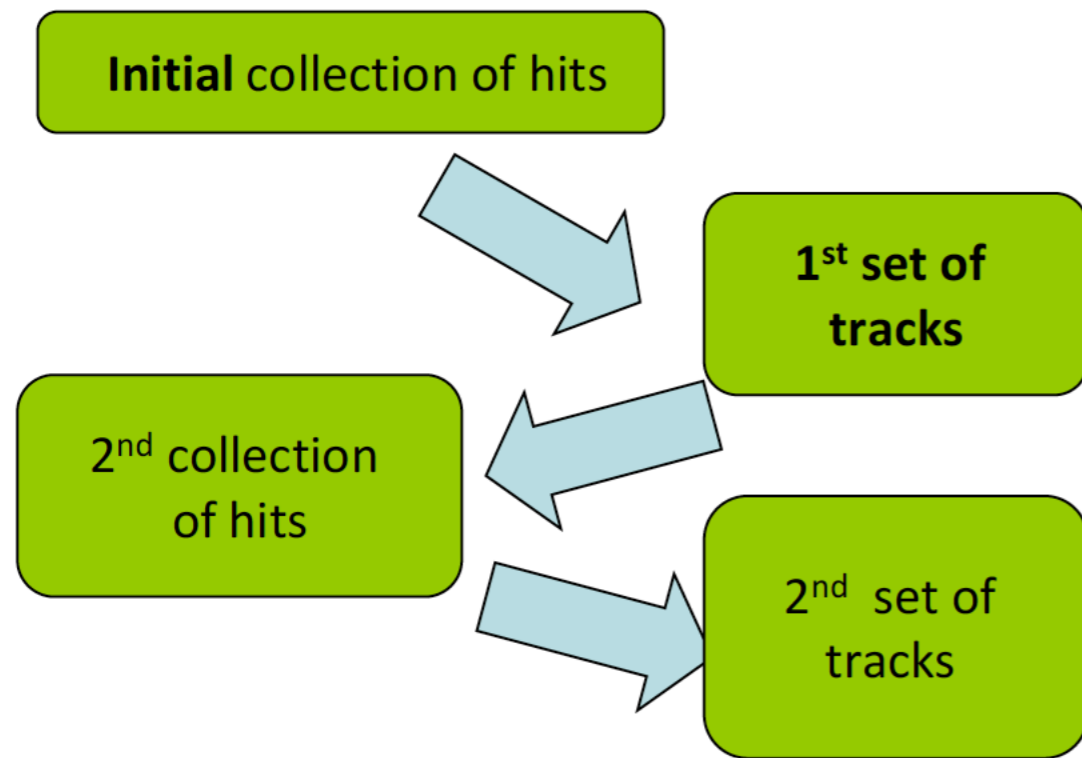 Initial collection of hits
1st set of
tracks
2nd collection
of hits
2nd set of
tracks